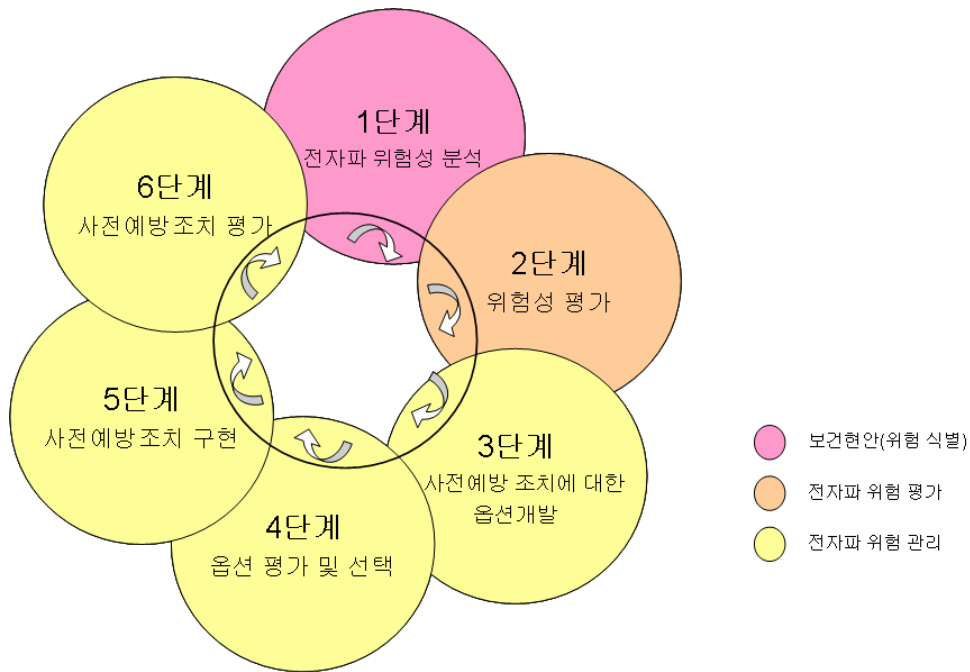 1단계
전자파 위험성 분석
2단계
위험성 평가
3단계
사전예방 조치에 대한
옵션개발
4단계
옵션 평가 및 선택
5단계
사전예방조치 구현
6단계
사전예방조치 평가
보건현안(위험 식별)
전자파 위험 평가
전자파 위험 관리